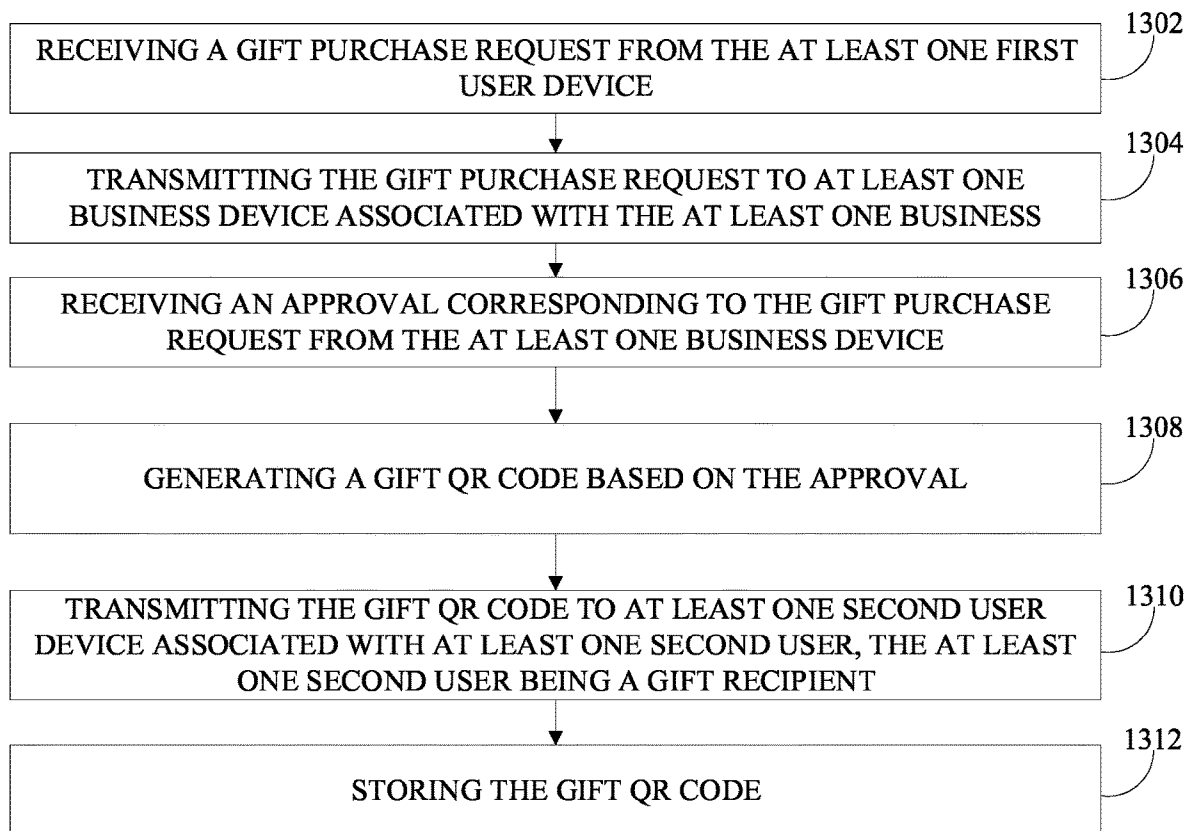 1302
RECEIVING A GIFT PURCHASE REQUEST FROM THE AT LEAST ONE FIRST
USER DEVICE
1304
TRANSMITTING THE GIFT PURCHASE REQUEST TO AT LEAST ONE
BUSINESS DEVICE ASSOCIATED WITH THE AT LEAST ONE BUSINESS
1306
RECEIVING AN APPROVAL CORRESPONDING TO THE GIFT PURCHASE
REQUEST FROM THE AT LEAST ONE BUSINESS DEVICE
1308
GENERATING A GIFT QR CODE BASED ON THE APPROVAL
1310
TRANSMITTING THE GIFT QR CODE TO AT LEAST ONE SECOND USER
DEVICE ASSOCIATED WITH AT LEAST ONE SECOND USER, THE AT LEAST
ONE SECOND USER BEING A GIFT RECIPIENT
1312
STORING THE GIFT QR CODE